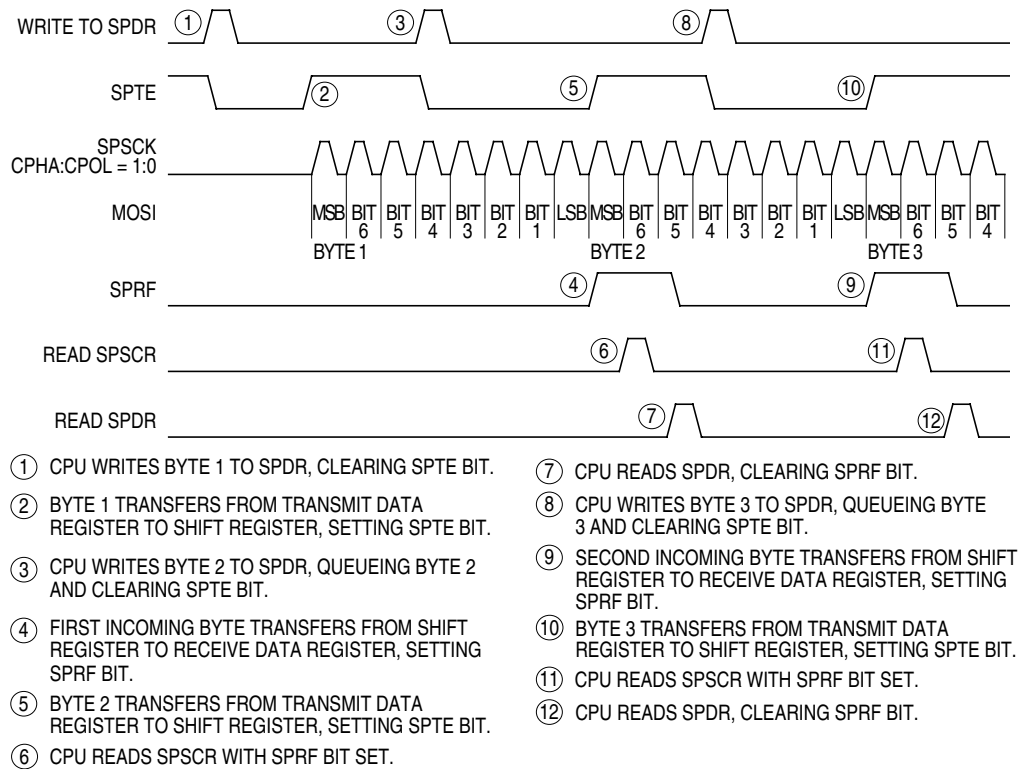 WRITE TO SPDR
1
3
8
SPTE
2
5
10
SPSCK
CPHA:CPOL = 1:0
MOSI
MSB BIT 6 BIT 5 BIT 4 BIT 3 BIT 2 BIT 1 LSB MSB BIT 6 BIT 5 BIT 4 BIT 3 BIT 2 BIT 1 LSB MSB BIT 6 BIT 5 BIT 4
BYTE 1
BYTE 2
BYTE 3
SPRF
4
9
READ SPSCR
6
11
READ SPDR
7
12
1 CPU WRITES BYTE 1 TO SPDR, CLEARING SPTE BIT.
2 BYTE 1 TRANSFERS FROM TRANSMIT DATA
REGISTER TO SHIFT REGISTER, SETTING SPTE BIT.
3 CPU WRITES BYTE 2 TO SPDR, QUEUEING BYTE 2
AND CLEARING SPTE BIT.
4 FIRST INCOMING BYTE TRANSFERS FROM SHIFT
REGISTER TO RECEIVE DATA REGISTER, SETTING
SPRF BIT.
5 BYTE 2 TRANSFERS FROM TRANSMIT DATA
REGISTER TO SHIFT REGISTER, SETTING SPTE BIT.
6 CPU READS SPSCR WITH SPRF BIT SET.
7 CPU READS SPDR, CLEARING SPRF BIT.
8 CPU WRITES BYTE 3 TO SPDR, QUEUEING BYTE
3 AND CLEARING SPTE BIT.
9 SECOND INCOMING BYTE TRANSFERS FROM SHIFT
REGISTER TO RECEIVE DATA REGISTER, SETTING
SPRF BIT.
10 BYTE 3 TRANSFERS FROM TRANSMIT DATA
REGISTER TO SHIFT REGISTER, SETTING SPTE BIT.
11 CPU READS SPSCR WITH SPRF BIT SET.
12 CPU READS SPDR, CLEARING SPRF BIT.